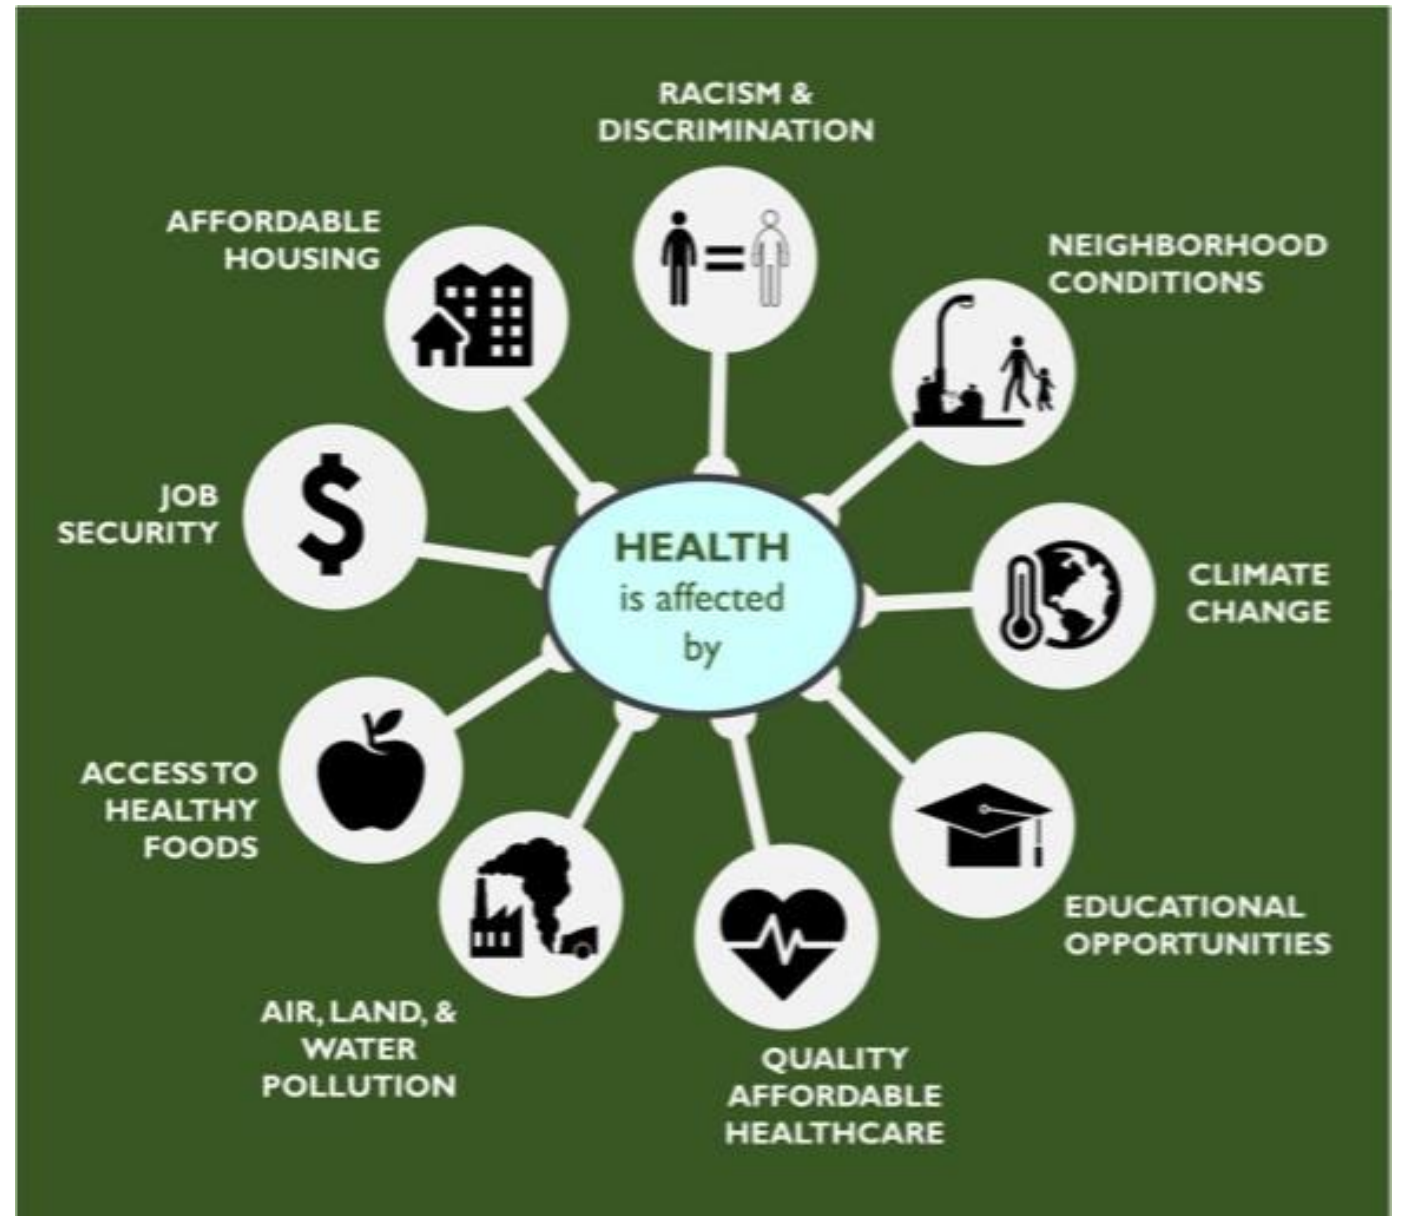 RACISM &
DISCRIMINATION
AFFORDABLE
HOUSING
NEIGHBORHOOD
CONDITIONS
JOB
SECURITY
HEALTH
is affected
by
CLIMATE
CHANGE
ACCESS TO
HEALTHY
FOODS
EDUCATIONAL
OPPORTUNITIES
AIR, LAND, &
WATER
POLLUTION
QUALITY
AFFORDABLE
HEALTHCARE